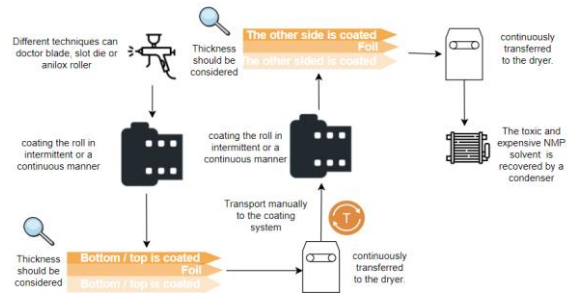 Different techniques can
doctor blade, slot die or
anilox roller
coating the roll in
intermittent or a
continuous manner
Thickness
should be
considered
Bottom / top is coated
Foil
Bottom / top is coated
continuously
transferred
to the dryer.
Transport manually
to the coating
system
T
coating the roll in
intermittent or a
continuous manner
Thickness
should be
considered
The other side is coated
Foil
The other sided is coated
continuously
transferred
to the dryer.
The toxic and
expensive NMP
solvent is
recovered by a
condenser